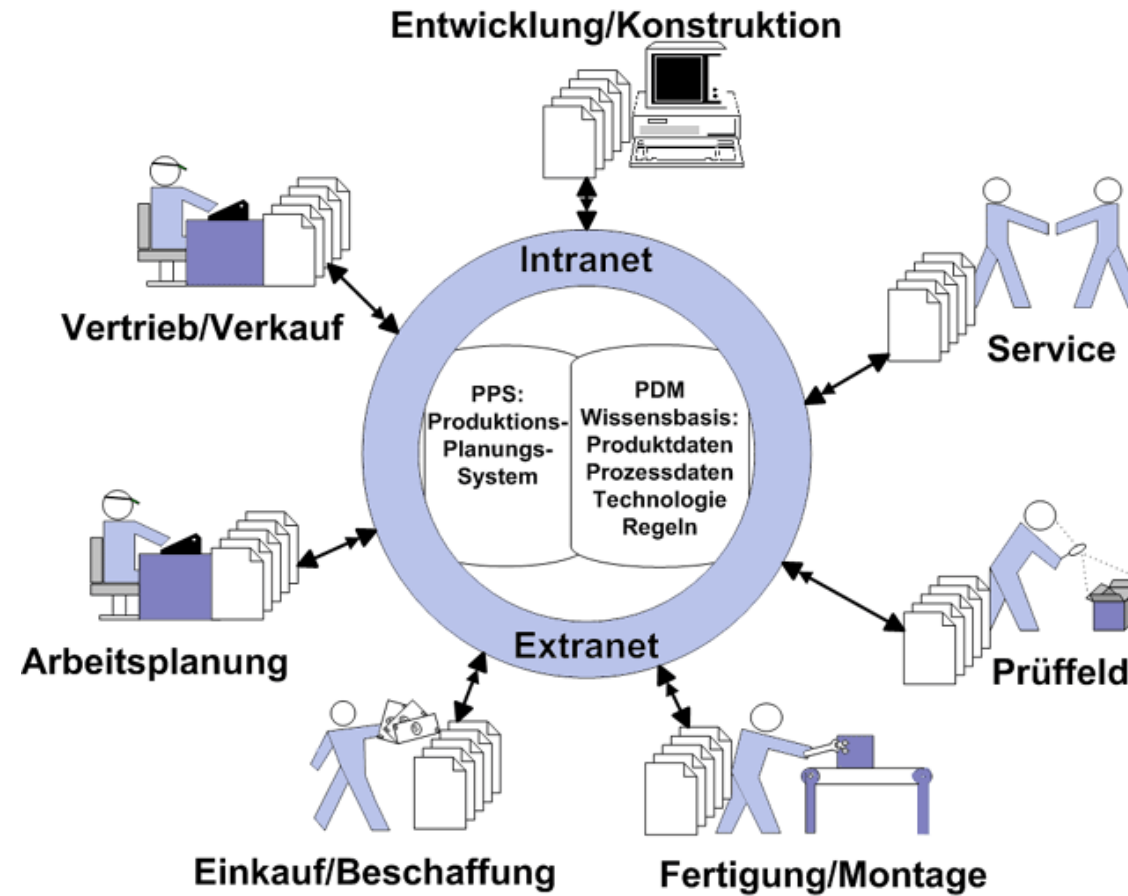 Entwicklung/Konstruktion
Intranet
Vertrieb/Verkauf
Service
PPS:
Produktions-
Planungs-
System
PDM
Wissensbasis:
Produktdaten
Prozessdaten
Technologie
Regeln
Extranet
Arbeitsplanung
Prüffeld
Einkauf/Beschaffung
Fertigung/Montage